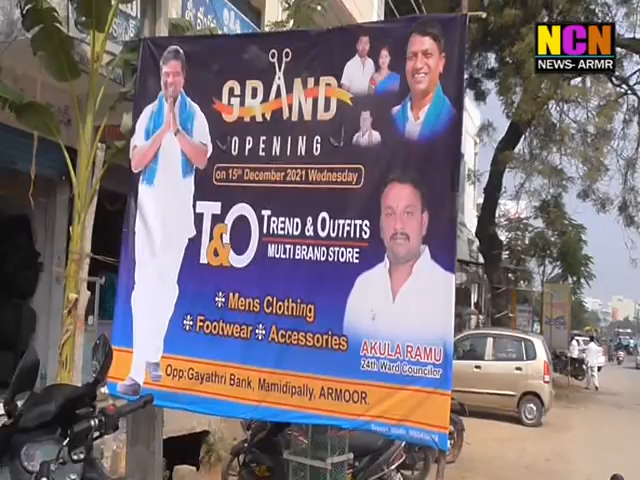 NCN
NEWS-ARMR
GRAND
OPENING
on 15th December 2021 Wednesday
T&O TREND & OUTFITS
MULTI BRAND STORE
Mens Clothing
Footwear Accessories
AKULA RAMU
24th Ward Councilor
Opp:Gayathri Bank, Mamidipally, ARMOOR.